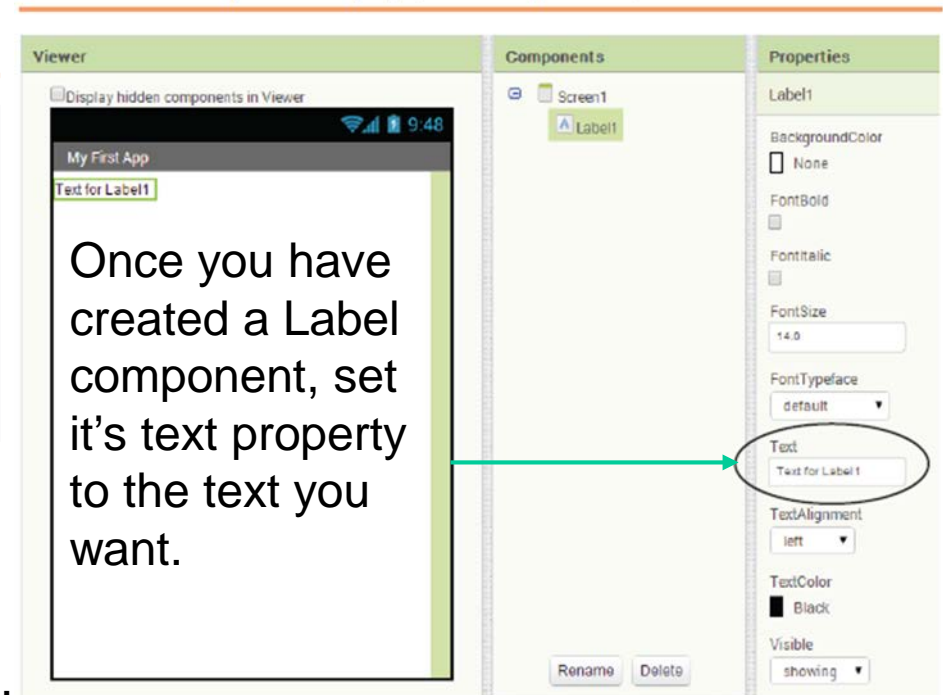 Viewer
Display hidden components in Viewer
9:48
My First App
Text for Label1
Once you have
created a Label
component, set
it’s text property
to the text you
want.
Components
Screen1
A Label1
Rename
Delete
Properties
Label1
BackgroundColor
None
FontBold
FontItalic
FontSize
14.0
FontTypeface
default
Text
Text for Label1
TextAlignment
left
TextColor
Black
Visible
showing